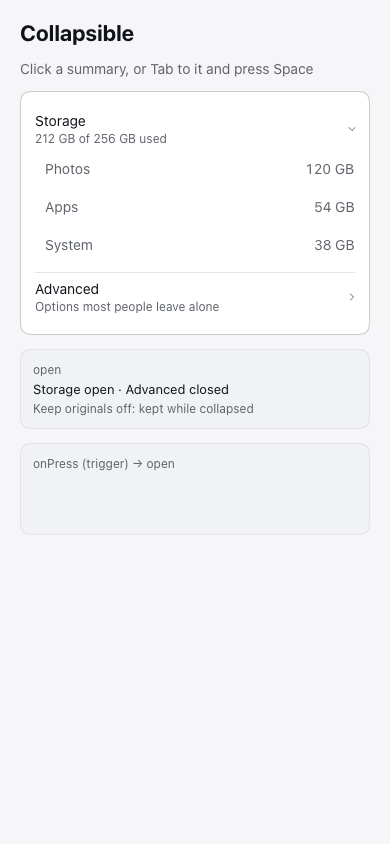 Collapsible
Click a summary, or Tab to it and press Space
Storage
212 GB of 256 GB used
Photos 120 GB
Apps 54 GB
System 38 GB
Advanced
Options most people leave alone
open
Storage open · Advanced closed
Keep originals off: kept while collapsed
onPress (trigger) → open